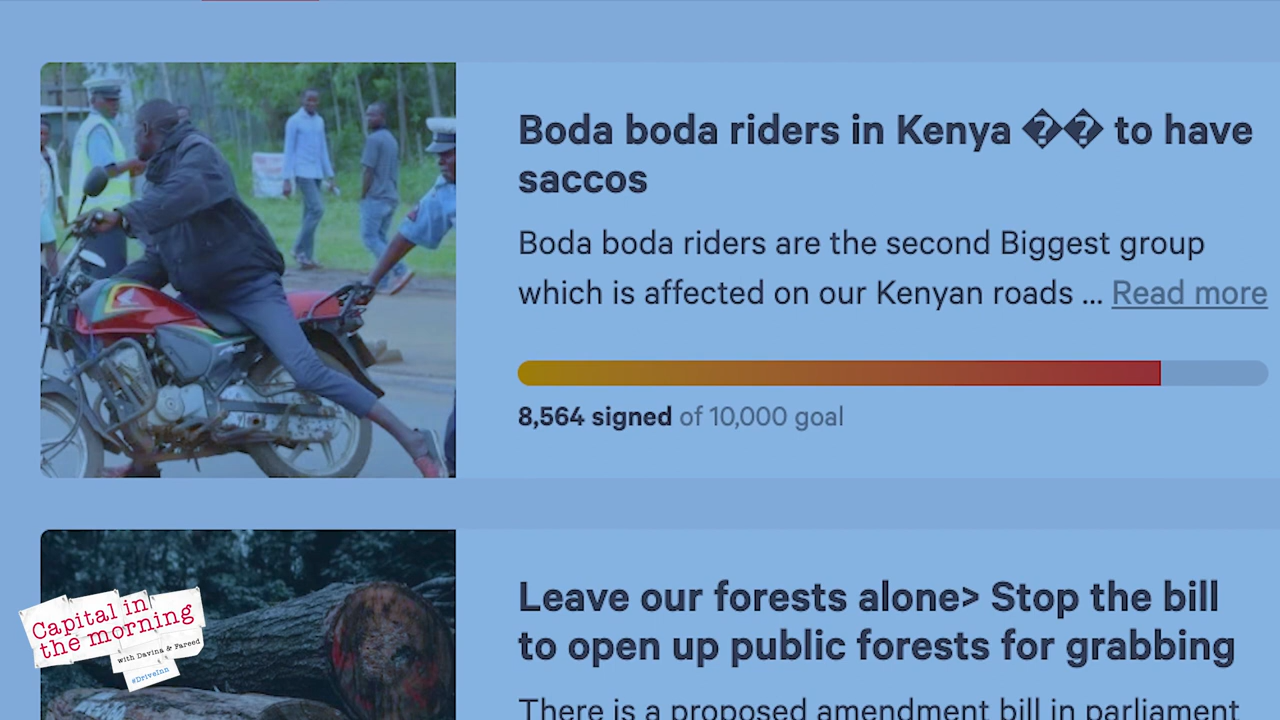 Boda boda riders in Kenya �� to have
saccos
Boda boda riders are the second Biggest group
which is affected on our Kenyan roads ... Read more
8,564 signed of 10,000 goal
Leave our forests alone> Stop the bill
to open up public forests for grabbing
There is a proposed amendment bill in parliament
Capital in
the morning
with Davina & Fareed
#DriveInn